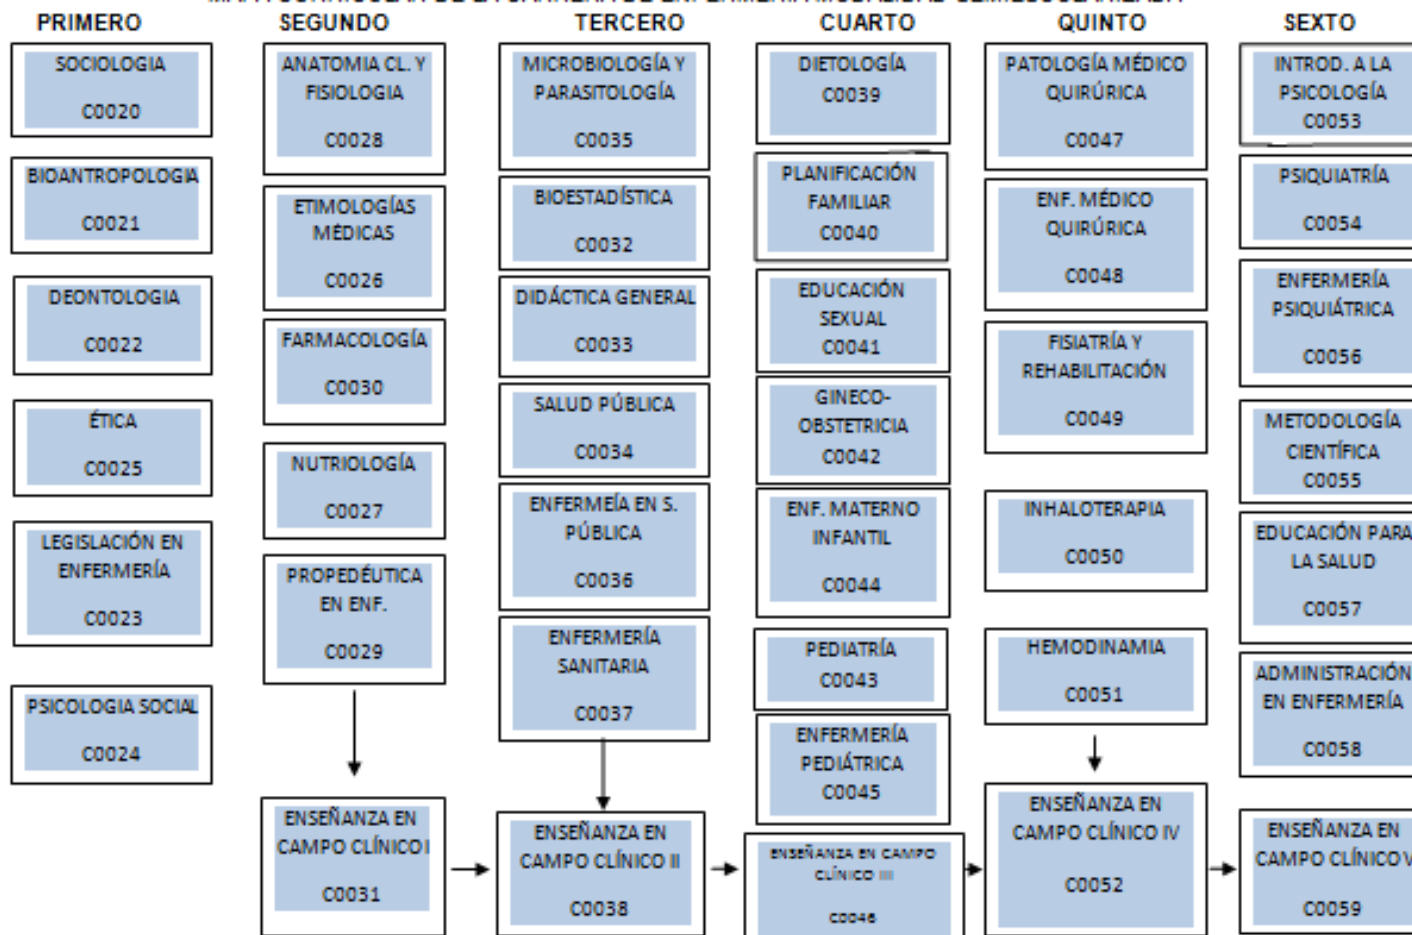 PRIMERO
SEGUNDO
TERCERO
CUARTO
QUINTO
SEXTO
SOCIOLOGIA
C0020
BIOANTROPOLOGIA
C0021
DEONTOLOGIA
C0022
ÉTICA
C0025
LEGISLACIÓN EN
ENFERMERÍA
C0023
PSICOLOGIA SOCIAL
C0024
ANATOMIA CL. Y
FISIOLOGIA
C0028
ETIMOLOGÍAS
MÉDICAS
C0026
FARMACOLOGÍA
C0030
NUTRIOLOGÍA
C0027
PROPEDÉUTICA
EN ENF.
C0029
ENSEÑANZA EN
CAMPO CLÍNICO I
C0031
MICROBIOLOGÍA Y
PARASITOLOGÍA
C0035
BIOESTADÍSTICA
C0032
DIDÁCTICA GENERAL
C0033
SALUD PÚBLICA
C0034
ENFERMEÍA EN S.
PÚBLICA
C0036
ENFERMERÍA
SANITARIA
C0037
ENSEÑANZA EN
CAMPO CLÍNICO II
C0038
DIETOLOGÍA
C0039
PLANIFICACIÓN
FAMILIAR
C0040
EDUCACIÓN
SEXUAL
C0041
GINECO-
OBSTETRICIA
C0042
ENF. MATERNO
INFANTIL
C0044
PEDIATRÍA
C0043
ENFERMERÍA
PEDIÁTRICA
C0045
ENSEÑANZA EN CAMPO
CLÍNICO III
C0046
PATOLOGÍA MÉDICO
QUIRÚRICA
C0047
ENF. MÉDICO
QUIRÚRICA
C0048
FISIATRÍA Y
REHABILITACIÓN
C0049
INHALOTERAPIA
C0050
HEMODINAMIA
C0051
ENSEÑANZA EN
CAMPO CLÍNICO IV
C0052
INTROD. A LA
PSICOLOGÍA
C0053
PSIQUIATRÍA
C0054
ENFERMERÍA
PSIQUIÁTRICA
C0056
METODOLOGÍA
CIENTÍFICA
C0055
EDUCACIÓN PARA
LA SALUD
C0057
ADMINISTRACIÓN
EN ENFERMERÍA
C0058
ENSEÑANZA EN
CAMPO CLÍNICO V
C0059